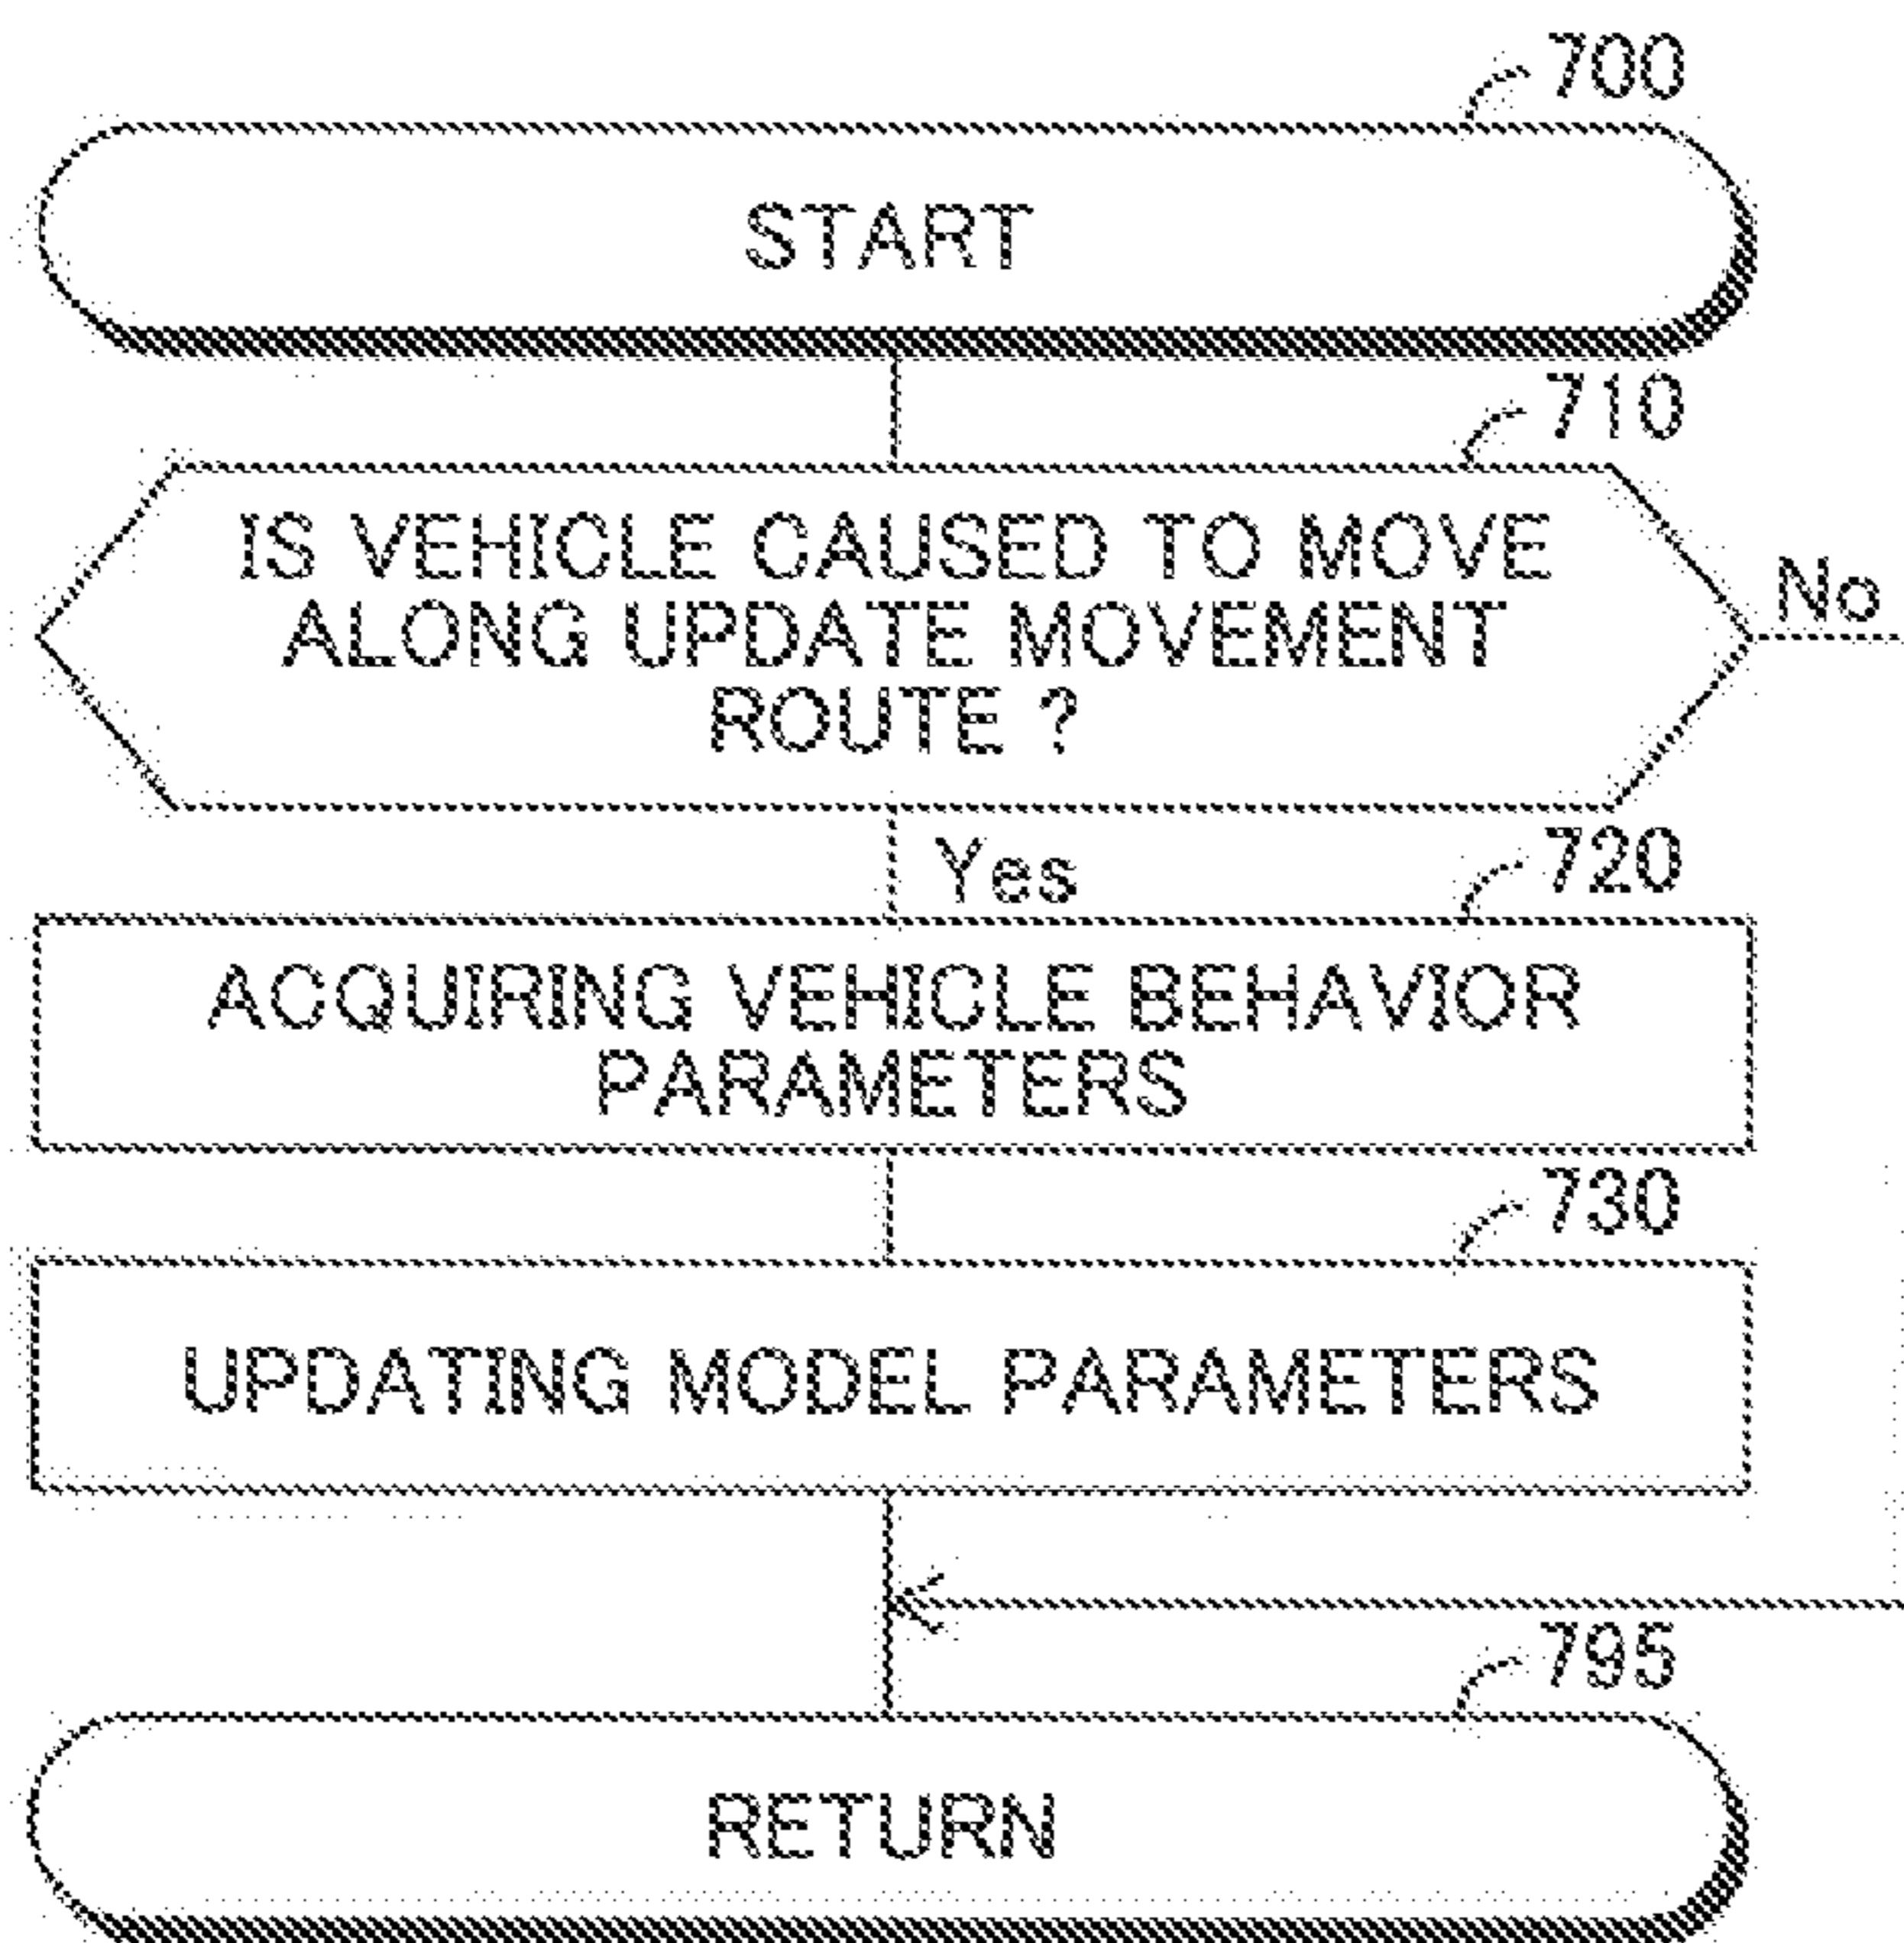 700
START
710
IS VEHICLE CAUSED TO MOVE
ALONG UPDATE MOVEMENT
ROUTE ?
No
Yes
720
ACQUIRING VEHICLE BEHAVIOR
PARAMETERS
730
UPDATING MODEL PARAMETERS
795
RETURN